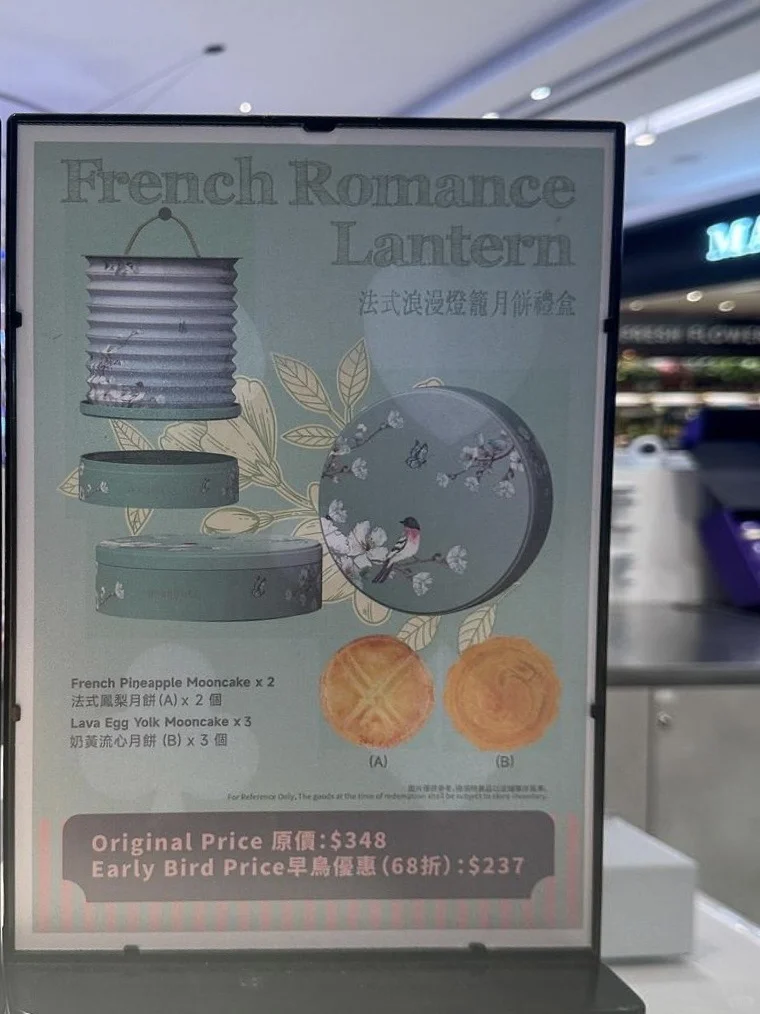 French Romance
Lantern
法式浪漫燈籠月餅禮盒
French Pineapple Mooncake x 2
法式鳳梨月餅(A) x 2 個
Lava Egg Yolk Mooncake x 3
奶黃流心月餅 (B) x 3 個
(A)
(B)
For Reference Only, The goods at the time of redemption shall be subject to store inventory.
Original Price 原價:$348
Early Bird Price早鳥優惠(68折):$237
MA
FRESH FLOWE